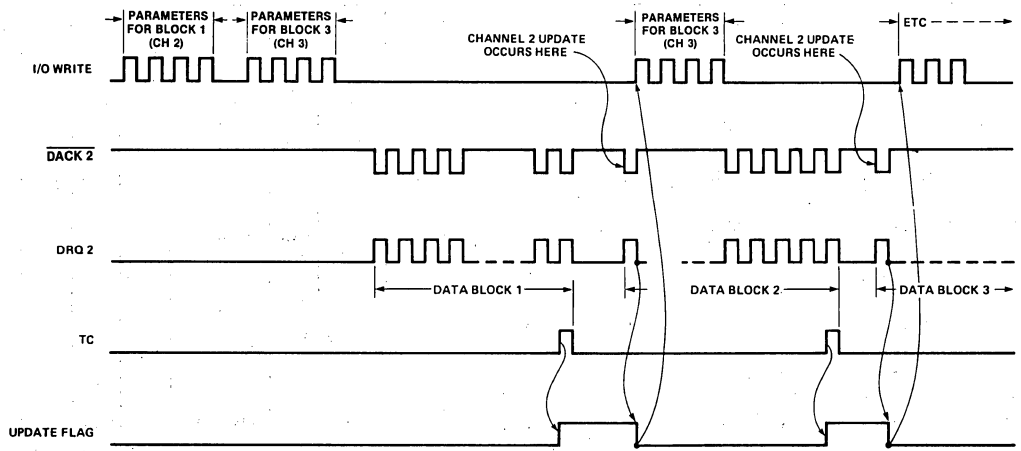 PARAMETERS
FOR BLOCK 1
(CH 2)
PARAMETERS
FOR BLOCK 3
(CH 3)
CHANNEL 2 UPDATE
OCCURS HERE
PARAMETERS
FOR BLOCK 3
(CH 3)
CHANNEL 2 UPDATE
OCCURS HERE
ETC
I/O WRITE
DACK 2
DRQ 2
DATA BLOCK 1
DATA BLOCK 2
DATA BLOCK 3
TC
UPDATE FLAG